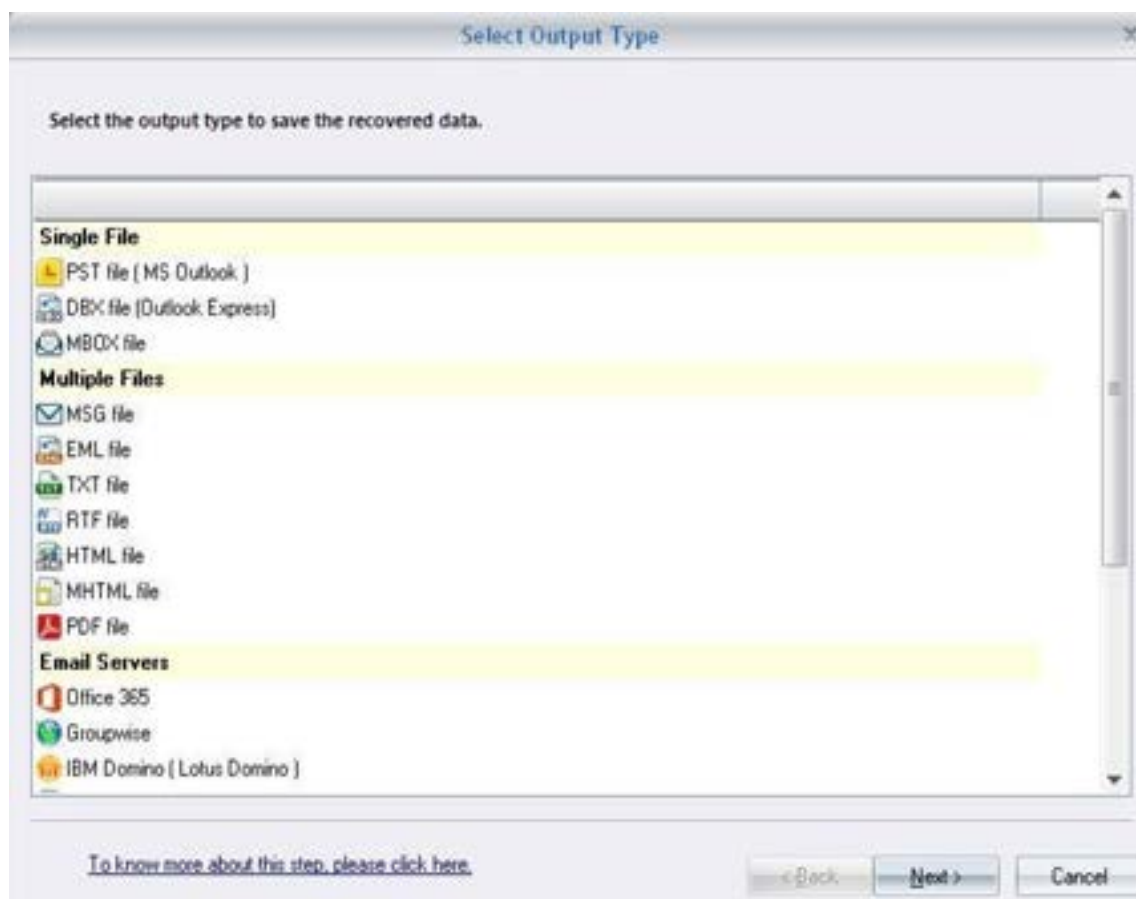 Select Output Type
Select the output type to save the recovered data.
Single File
PST file ( MS Outlook )
DBX file (Outlook Express)
MBOX file
Multiple Files
MSG file
EML file
TXT file
RTF file
HTML file
MHTML file
PDF file
Email Servers
Office 365
Groupwise
IBM Domino ( Lotus Domino )
To know more about this step, please click here.
< Back
Next >
Cancel